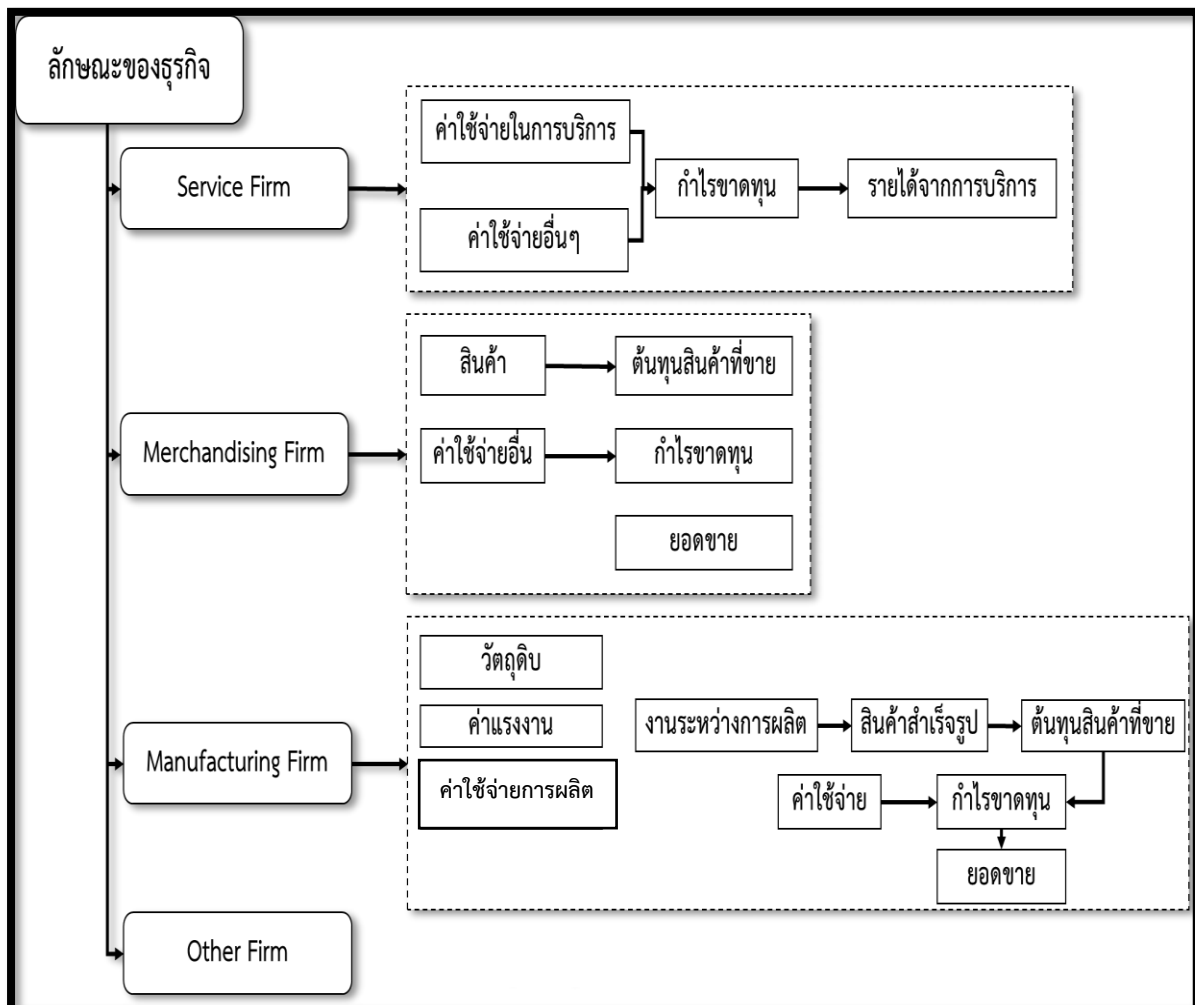 ลักษณะของธุรกิจ
Service Firm
ค่าใช้จ่ายในการบริการ
ค่าใช้จ่ายอื่นๆ
กำไรขาดทุน
รายได้จากการบริการ
Merchandising Firm
สินค้า
ต้นทุนสินค้าที่ขาย
ค่าใช้จ่ายอื่น
กำไรขาดทุน
ยอดขาย
Manufacturing Firm
วัตถุดิบ
ค่าแรงงาน
ค่าใช้จ่ายการผลิต
งานระหว่างการผลิต
สินค้าสำเร็จรูป
ต้นทุนสินค้าที่ขาย
ค่าใช้จ่าย
กำไรขาดทุน
ยอดขาย
Other Firm